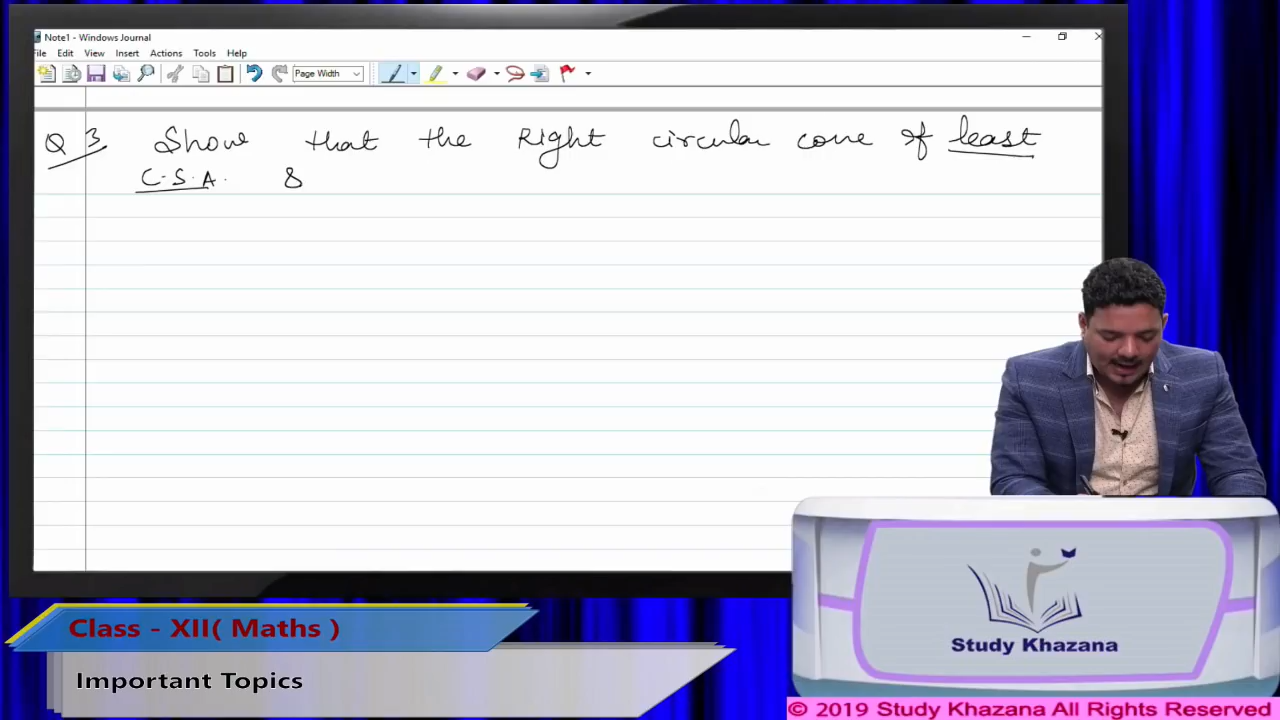 Note1 - Windows Journal
File Edit View Insert Actions Tools Help
Page Width
Q 3 Show that the Right circular cone of least
C.S.A. &
Study Khazana
Class - XII( Maths )
Important Topics
© 2019 Study Khazana All Rights Reserved